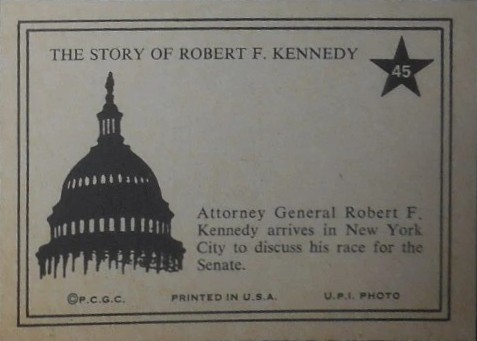 THE STORY OF ROBERT F. KENNEDY
45
Attorney General Robert F.
Kennedy arrives in New York
City to discuss his race for the
Senate.
©P.C.G.C. PRINTED IN U.S.A. U.P.I. PHOTO